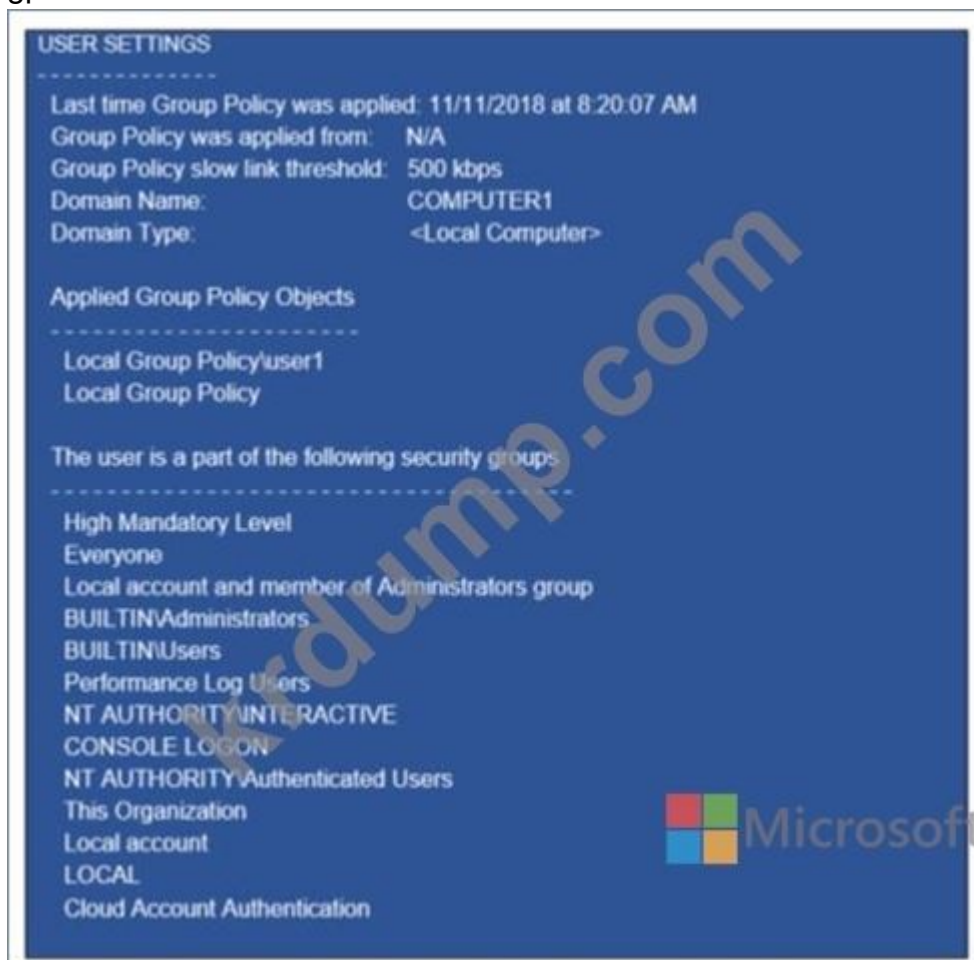 USER SETTINGS
--------------
Last time Group Policy was applied: 11/11/2018 at 8:20:07 AM
Group Policy was applied from: N/A
Group Policy slow link threshold: 500 kbps
Domain Name: COMPUTER1
Domain Type: <Local Computer>
Applied Group Policy Objects
-----------------------
Local Group Policy\user1
Local Group Policy
The user is a part of the following security groups
---------------------------------------
High Mandatory Level
Everyone
Local account and member of Administrators group
BUILTIN\Administrators
BUILTIN\Users
Performance Log Users
NT AUTHORITY\INTERACTIVE
CONSOLE LOGON
NT AUTHORITY\Authenticated Users
This Organization
Local account
LOCAL
Cloud Account Authentication
krdump.com
Microsoft